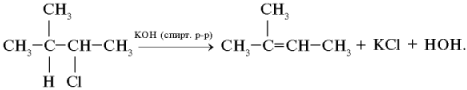 CH₃ CH₃
CH₃−C−CH−CH₃ KOH (спирт. р-р) CH₃−C=CH−CH₃ + KCl + HOH.
H Cl